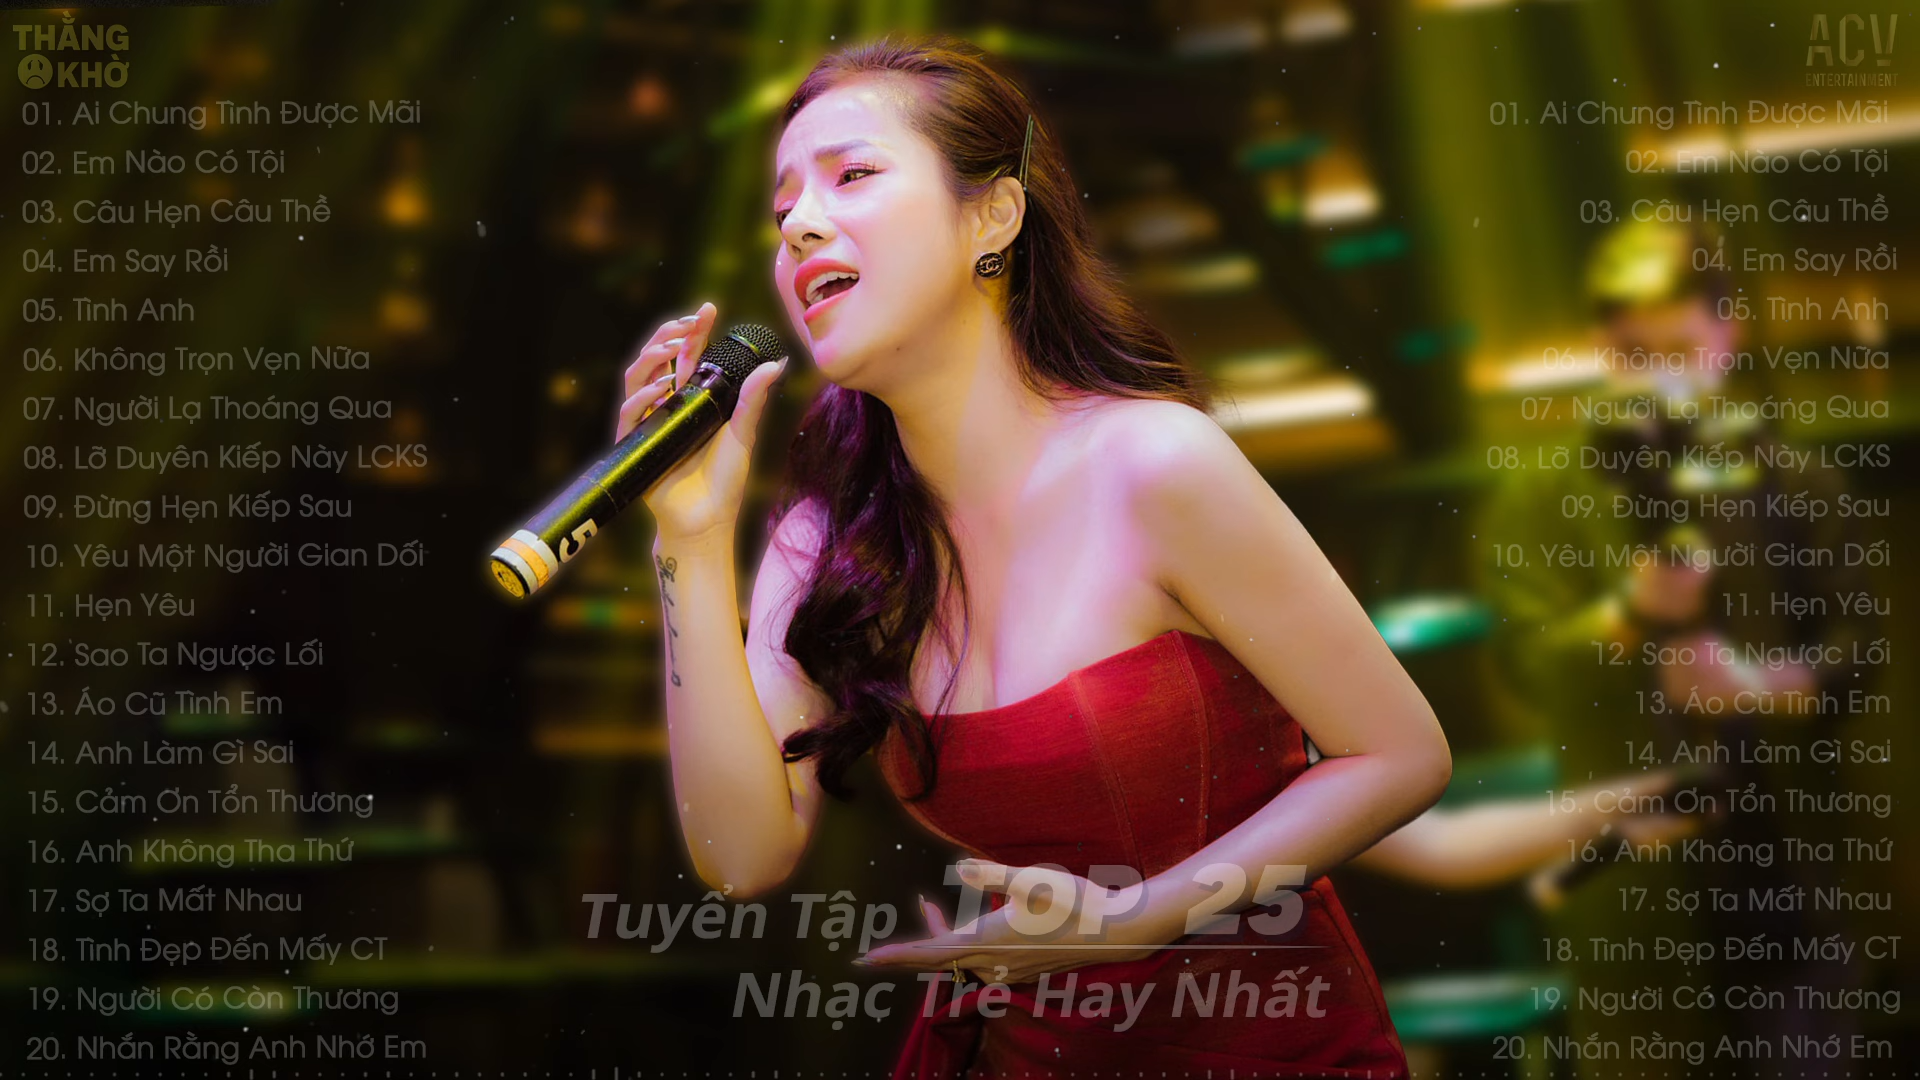 THẰNG
KHỜ
01. Ai Chung Tình Được Mãi
02. Em Nào Có Tội
03. Câu Hẹn Câu Thề
04. Em Say Rồi
05. Tình Anh
06. Không Trọn Vẹn Nữa
07. Người Lạ Thoáng Qua
08. Lỡ Duyên Kiếp Này LCKS
09. Đừng Hẹn Kiếp Sau
10. Yêu Một Người Gian Dối
11. Hẹn Yêu
12. Sao Ta Ngược Lối
13. Áo Cũ Tình Em
14. Anh Làm Gì Sai
15. Cảm Ơn Tổn Thương
16. Anh Không Tha Thứ
17. Sợ Ta Mất Nhau
18. Tình Đẹp Đến Mấy CT
19. Người Có Còn Thương
20. Nhắn Rằng Anh Nhớ Em
5
Tuyển Tập TOP 25
Nhạc Trẻ Hay Nhất
ACV
ENTERTAINMENT
01. Ai Chung Tình Được Mãi
02. Em Nào Có Tội
03. Câu Hẹn Câu Thề
04. Em Say Rồi
05. Tình Anh
06. Không Trọn Vẹn Nữa
07. Người Lạ Thoáng Qua
08. Lỡ Duyên Kiếp Này LCKS
09. Đừng Hẹn Kiếp Sau
10. Yêu Một Người Gian Dối
11. Hẹn Yêu
12. Sao Ta Ngược Lối
13. Áo Cũ Tình Em
14. Anh Làm Gì Sai
15. Cảm Ơn Tổn Thương
16. Anh Không Tha Thứ
17. Sợ Ta Mất Nhau
18. Tình Đẹp Đến Mấy CT
19. Người Có Còn Thương
20. Nhắn Rằng Anh Nhớ Em